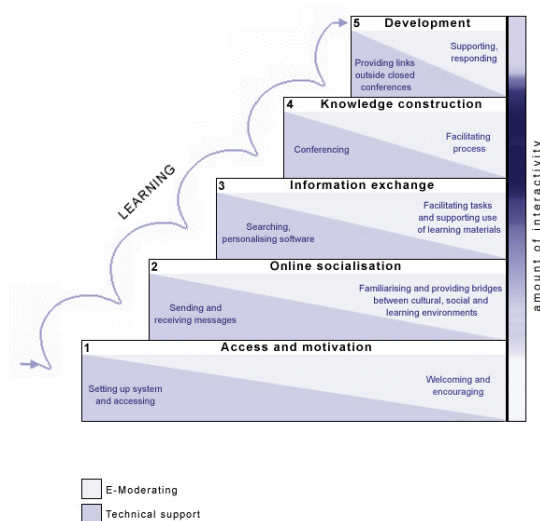 5 Development
Supporting,
responding
Providing links
outside closed
conferences
4 Knowledge construction
Facilitating
process
Conferencing
LEARNING
3 Information exchange
Facilitating tasks
and supporting use
of learning materials
Searching,
personalising software
2 Online socialisation
Familiarising and providing bridges
between cultural, social and
learning environments
Sending and
receiving messages
1 Access and motivation
Welcoming and
encouraging
Setting up system
and accessing
amount of interactivity
E-Moderating
Technical support